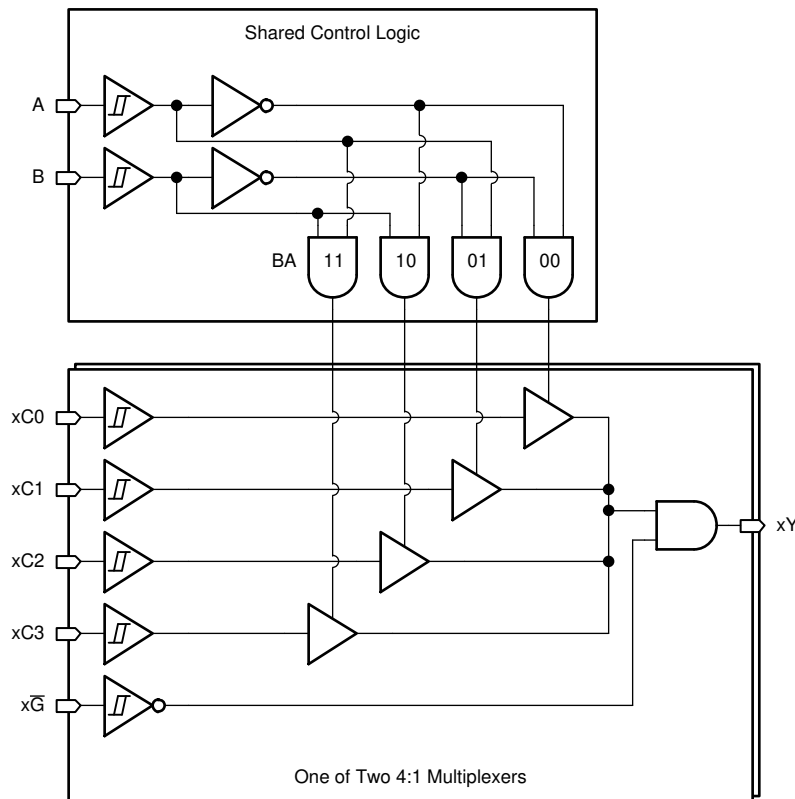 Shared Control Logic
A
B
BA
11
10
01
00
xC0
xC1
xC2
xC3
xG̅
xY
One of Two 4:1 Multiplexers